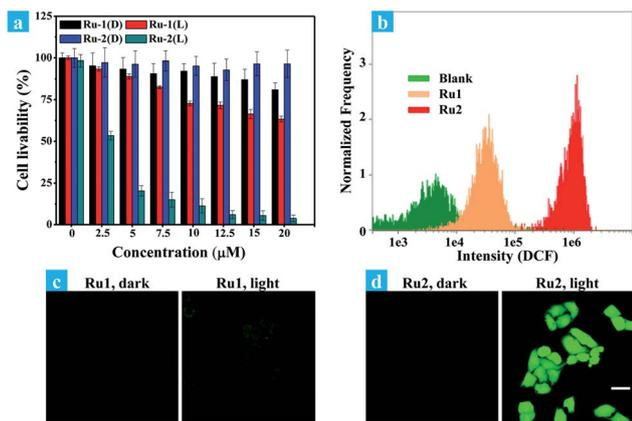 a
125
100
75
50
25
0
Cell livability (%)
Ru-1(D) Ru-1(L)
Ru-2(D) Ru-2(L)
0 2.5 5 7.5 10 12.5 15 20
Concentration (μM)
b
3
2
1
0
Normalized Frequency
Blank
Ru1
Ru2
1e3 1e4 1e5 1e6
Intensity (DCF)
c
Ru1, dark Ru1, light
d
Ru2, dark Ru2, light